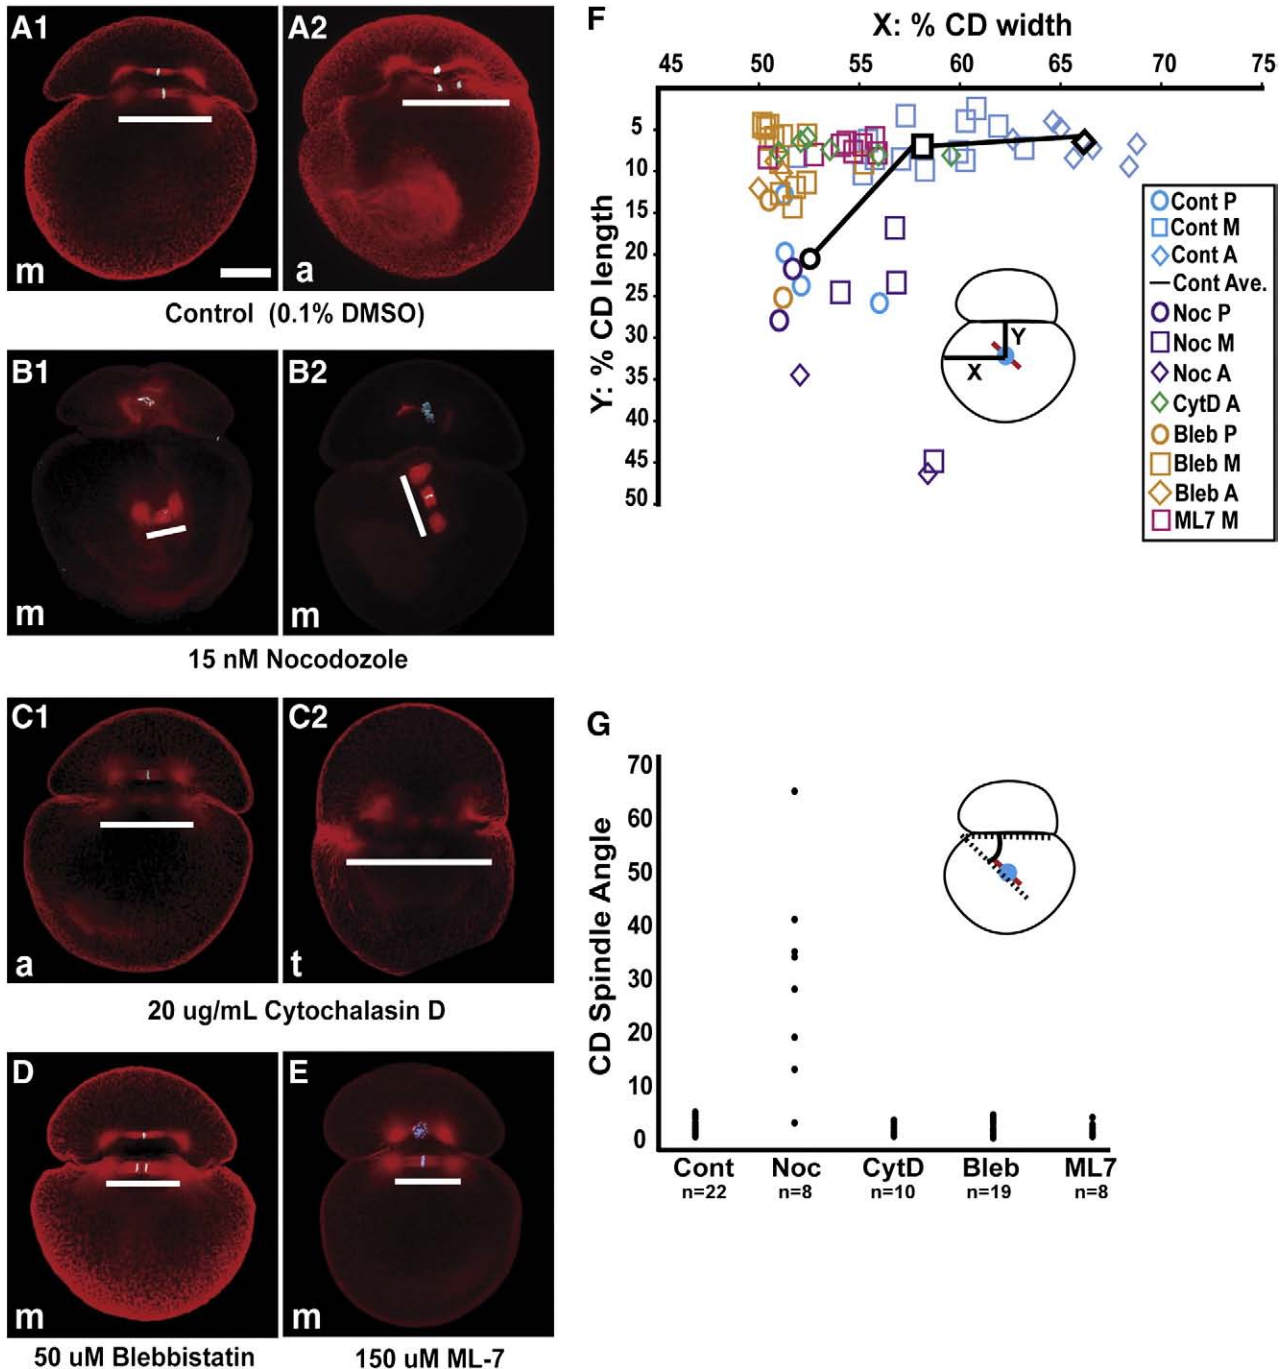 A1
A2
m
a
Control (0.1% DMSO)
B1
B2
m
m
15 nM Nocodozole
C1
C2
a
t
20 ug/mL Cytochalasin D
D
E
m
m
50 uM Blebbistatin
150 uM ML-7
F
X: % CD width
45 50 55 60 65 70 75
Y: % CD length
5
10
15
20
25
30
35
40
45
50
Y
X
Cont P
Cont M
Cont A
Cont Ave.
Noc P
Noc M
Noc A
CytD A
Bleb P
Bleb M
Bleb A
ML7 M
G
CD Spindle Angle
70
60
50
40
30
20
10
0
Cont Noc CytD Bleb ML7
n=22 n=8 n=10 n=19 n=8